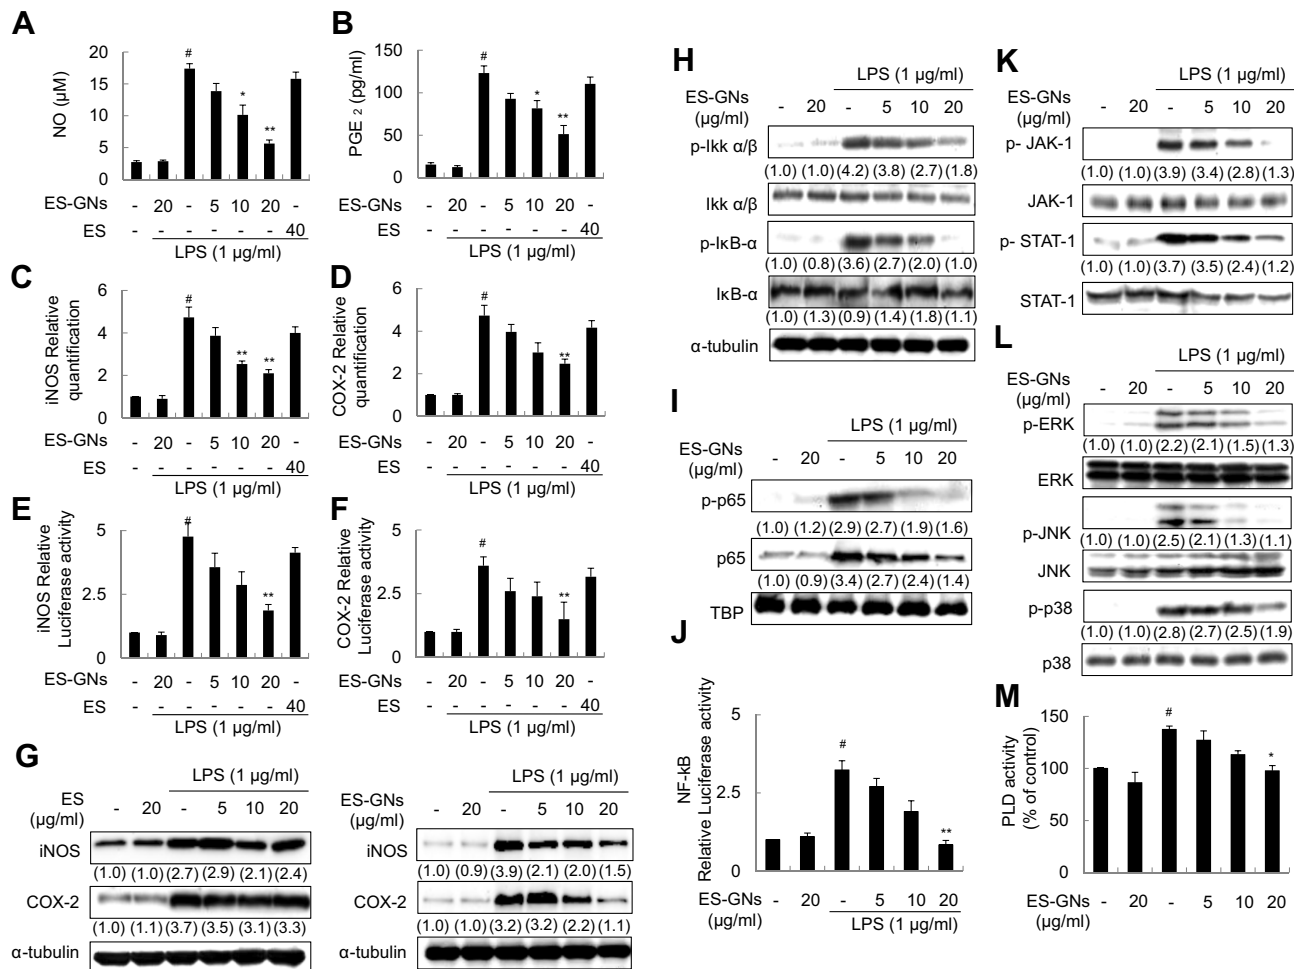 A
NO (µM)
20
15
10
5
0
#
*
**
ES-GNs - 20 - 5 10 20 -
ES - - - - - - 40
LPS (1 µg/ml)
B
PGE 2 (pg/ml)
150
100
50
0
#
*
**
ES-GNs - 20 - 5 10 20 -
ES - - - - - - 40
LPS (1 µg/ml)
C
iNOS Relative
quantification
6
4
2
0
#
**
**
ES-GNs - 20 - 5 10 20 -
ES - - - - - - 40
LPS (1 µg/ml)
D
COX-2 Relative
quantification
6
4
2
0
#
**
ES-GNs - 20 - 5 10 20 -
ES - - - - - - 40
LPS (1 µg/ml)
E
iNOS Relative
Luciferase activity
5
2.5
0
#
**
ES-GNs - 20 - 5 10 20 -
ES - - - - - - 40
LPS (1 µg/ml)
F
COX-2 Relative
Luciferase activity
5
2.5
0
#
**
ES-GNs - 20 - 5 10 20 -
ES - - - - - - 40
LPS (1 µg/ml)
G
LPS (1 µg/ml)
ES - 20 - 5 10 20
(µg/ml)
iNOS
(1.0) (1.0) (2.7) (2.9) (2.1) (2.4)
COX-2
(1.0) (1.1) (3.7) (3.5) (3.1) (3.3)
α-tubulin
LPS (1 µg/ml)
ES-GNs - 20 - 5 10 20
(µg/ml)
iNOS
(1.0) (0.9) (3.9) (2.1) (2.0) (1.5)
COX-2
(1.0) (1.0) (3.2) (3.2) (2.2) (1.1)
α-tubulin
H
LPS (1 µg/ml)
ES-GNs - 20 - 5 10 20
(µg/ml)
p-Ikk α/β
(1.0) (1.0) (4.2) (3.8) (2.7) (1.8)
Ikk α/β
p-IκB-α
(1.0) (0.8) (3.6) (2.7) (2.0) (1.0)
IκB-α
(1.0) (1.3) (0.9) (1.4) (1.8) (1.1)
α-tubulin
I
LPS (1 µg/ml)
ES-GNs - 20 - 5 10 20
(µg/ml)
p-p65
(1.0) (1.2) (2.9) (2.7) (1.9) (1.6)
p65
(1.0) (0.9) (3.4) (2.7) (2.4) (1.4)
TBP
J
NF-kB
Relative Luciferase activity
5
2.5
0
#
**
ES-GNs - 20 - 5 10 20
(µg/ml)
LPS (1 µg/ml)
K
LPS (1 µg/ml)
ES-GNs - 20 - 5 10 20
(µg/ml)
p- JAK-1
(1.0) (1.0) (3.9) (3.4) (2.8) (1.3)
JAK-1
p- STAT-1
(1.0) (1.0) (3.7) (3.5) (2.4) (1.2)
STAT-1
L
LPS (1 µg/ml)
ES-GNs - 20 - 5 10 20
(µg/ml)
p-ERK
(1.0) (1.0) (2.2) (2.1) (1.5) (1.3)
ERK
p-JNK
(1.0) (1.0) (2.5) (2.1) (1.3) (1.1)
JNK
p-p38
(1.0) (1.0) (2.8) (2.7) (2.5) (1.9)
p38
M
PLD activity
(% of control)
150
100
50
0
#
*
ES-GNs - 20 - 5 10 20
(µg/ml)
LPS (1 µg/ml)